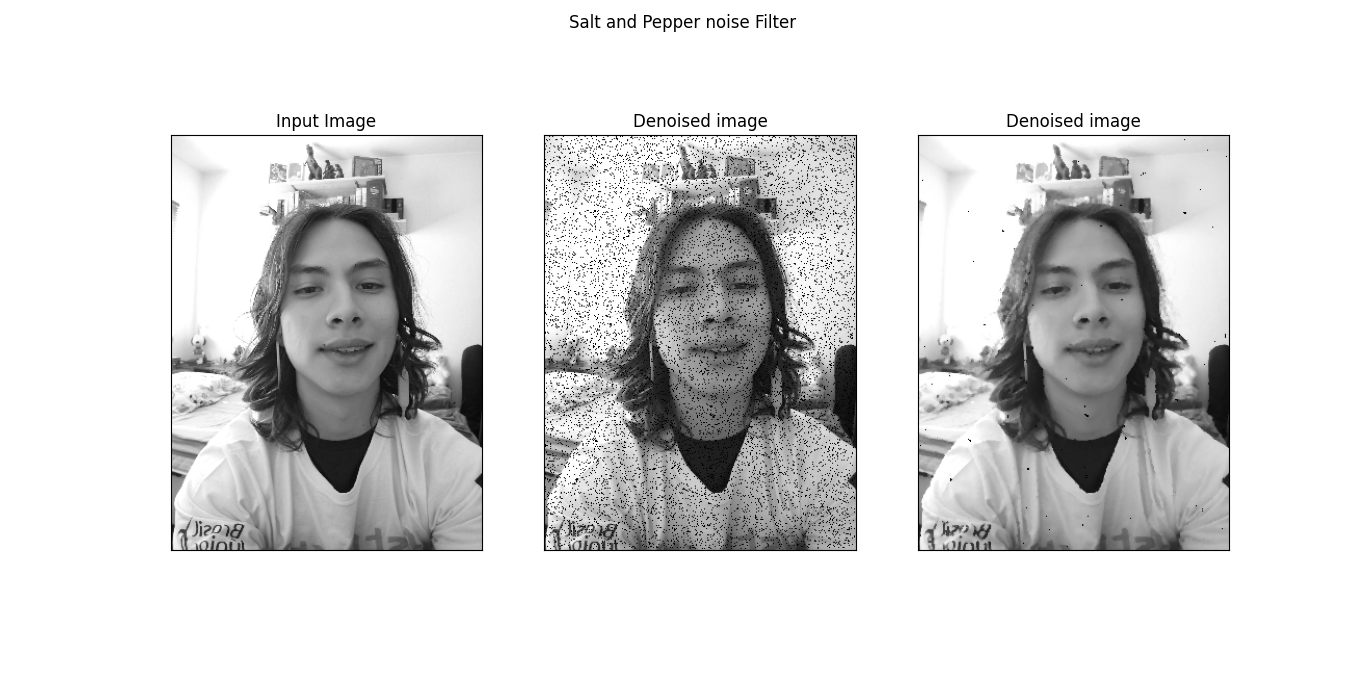 Salt and Pepper noise Filter
Input Image
Denoised image
Denoised image